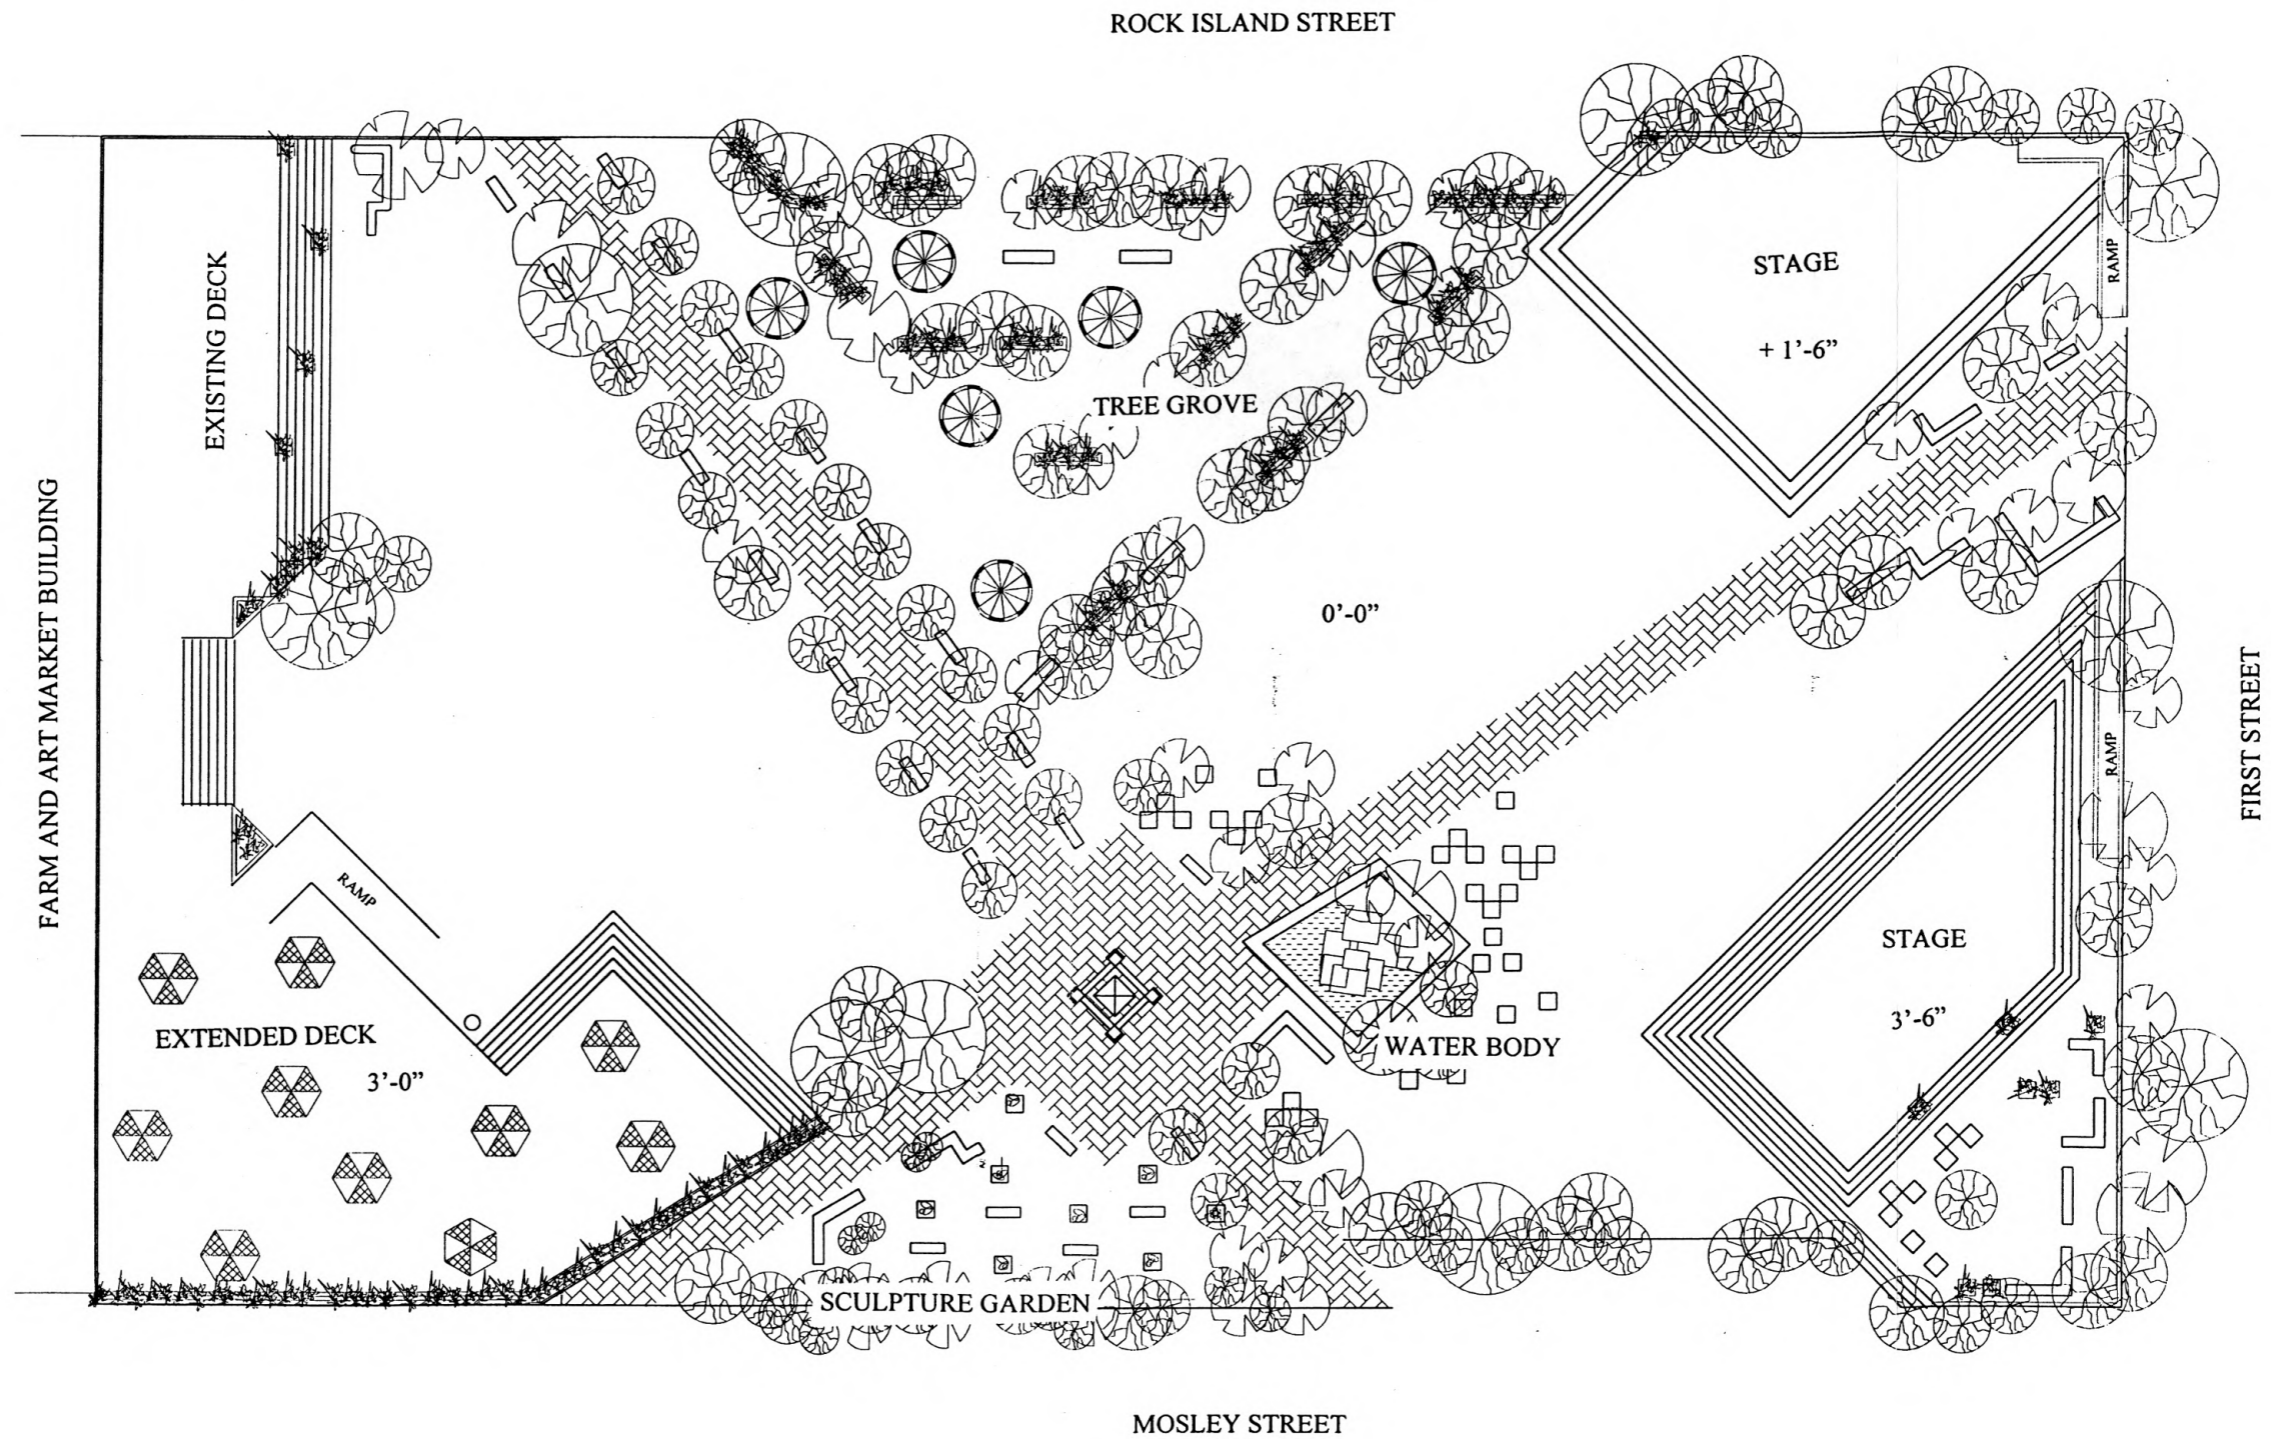 ROCK ISLAND STREET
EXISTING DECK
STAGE
+ 1'-6"
RAMP
TREE GROVE
FARM AND ART MARKET BUILDING
0'-0"
FIRST STREET
RAMP
RAMP
STAGE
3'-6"
EXTENDED DECK
3'-0"
WATER BODY
SCULPTURE GARDEN
MOSLEY STREET